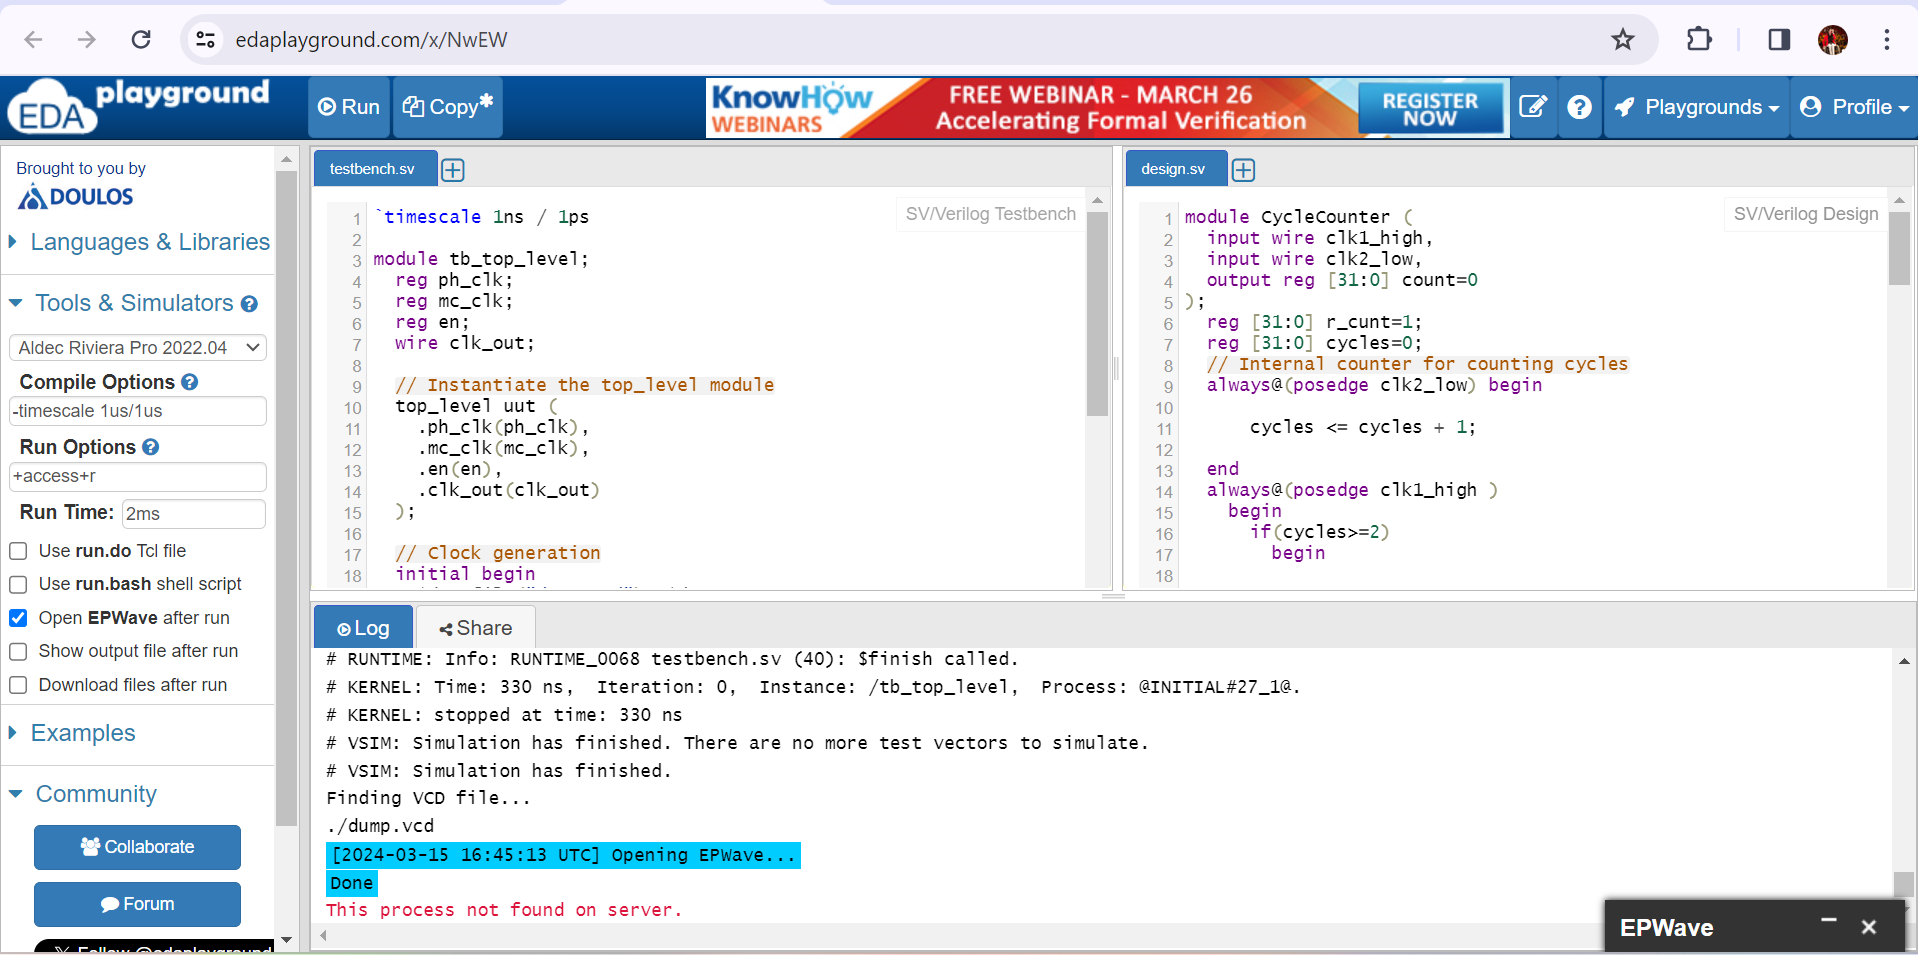 edaplayground.com/x/NwEW
EDA playground
Run
Copy*
KnowHow WEBINARS
FREE WEBINAR - MARCH 26
Accelerating Formal Verification
REGISTER NOW
Playgrounds
Profile
Brought to you by
DOULOS
Languages & Libraries
Tools & Simulators
Aldec Riviera Pro 2022.04
Compile Options
-timescale 1us/1us
Run Options
+access+r
Run Time: 2ms
Use run.do Tcl file
Use run.bash shell script
Open EPWave after run
Show output file after run
Download files after run
Examples
Community
Collaborate
Forum
testbench.sv
SV/Verilog Testbench
1 `timescale 1ns / 1ps
2
3 module tb_top_level;
4 reg ph_clk;
5 reg mc_clk;
6 reg en;
7 wire clk_out;
8
9 // Instantiate the top_level module
10 top_level uut (
11 .ph_clk(ph_clk),
12 .mc_clk(mc_clk),
13 .en(en),
14 .clk_out(clk_out)
15 );
16
17 // Clock generation
18 initial begin
design.sv
SV/Verilog Design
1 module CycleCounter (
2 input wire clk1_high,
3 input wire clk2_low,
4 output reg [31:0] count=0
5 );
6 reg [31:0] r_cunt=1;
7 reg [31:0] cycles=0;
8 // Internal counter for counting cycles
9 always@(posedge clk2_low) begin
10
11 cycles <= cycles + 1;
12
13 end
14 always@(posedge clk1_high )
15 begin
16 if(cycles>=2)
17 begin
18
Log
Share
# RUNTIME: Info: RUNTIME_0068 testbench.sv (40): $finish called.
# KERNEL: Time: 330 ns, Iteration: 0, Instance: /tb_top_level, Process: @INITIAL#27_1@.
# KERNEL: stopped at time: 330 ns
# VSIM: Simulation has finished. There are no more test vectors to simulate.
# VSIM: Simulation has finished.
Finding VCD file...
./dump.vcd
[2024-03-15 16:45:13 UTC] Opening EPWave...
Done
This process not found on server.
EPWave